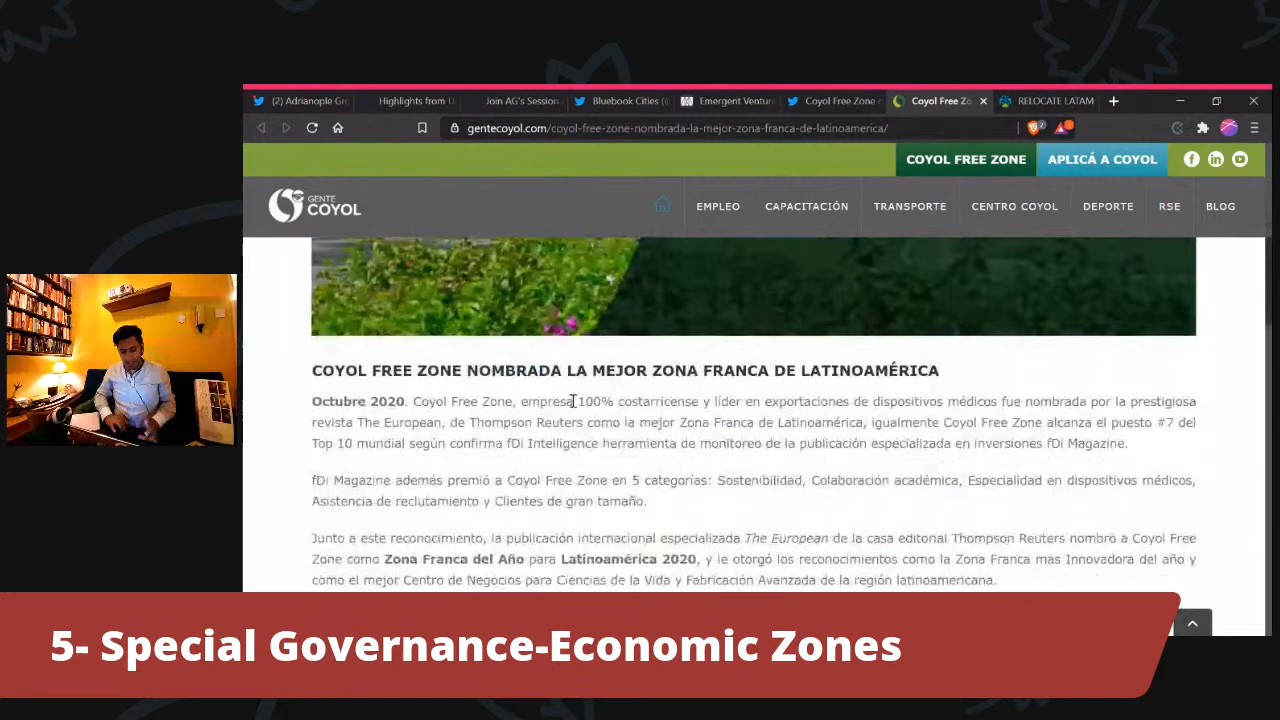 (2) Adrianople Gr
Highlights from
Join AG's Session
Bluebook Cities (
Emergent Ventur
Coyol Free Zone
Coyol Free Zo
RELOCATE LATAM
gentecoyol.com/coyol-free-zone-nombrada-la-mejor-zona-franca-de-latinoamerica/
COYOL FREE ZONE
APLICÁ A COYOL
GENTE
COYOL
EMPLEO
CAPACITACIÓN
TRANSPORTE
CENTRO COYOL
DEPORTE
RSE
BLOG
COYOL FREE ZONE NOMBRADA LA MEJOR ZONA FRANCA DE LATINOAMÉRICA
Octubre 2020. Coyol Free Zone, empresa 100% costarricense y líder en exportaciones de dispositivos médicos fue nombrada por la prestigiosa
revista The European, de Thompson Reuters como la mejor Zona Franca de Latinoamérica, igualmente Coyol Free Zone alcanza el puesto #7 del
Top 10 mundial según confirma fDi Intelligence herramienta de monitoreo de la publicación especializada en inversiones fDi Magazine.
fDi Magazine además premió a Coyol Free Zone en 5 categorías: Sostenibilidad, Colaboración académica, Especialidad en dispositivos médicos,
Asistencia de reclutamiento y Clientes de gran tamaño.
Junto a este reconocimiento, la publicación internacional especializada The European de la casa editorial Thompson Reuters nombró a Coyol Free
Zone como Zona Franca del Año para Latinoamérica 2020, y le otorgó los reconocimientos como la Zona Franca más Innovadora del año y
cómo el mejor Centro de Negocios para Ciencias de la Vida y Fabricación Avanzada de la región latinoamericana.
5- Special Governance-Economic Zones